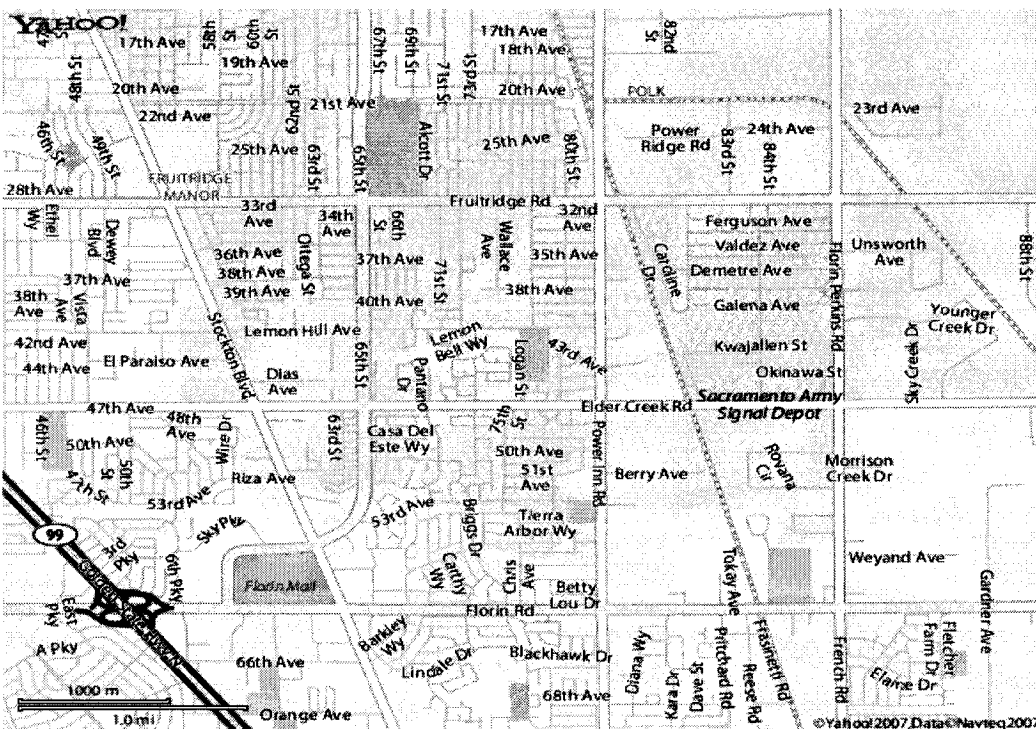 YAHOO!
47th St
17th Ave
58th St
60th St
67th St
69th St
17th Ave
82nd St
18th Ave
48th St
19th Ave
71st St
73rd St
20th Ave
62nd St
21st Ave
20th Ave
POLK
23rd Ave
22nd Ave
46th St
49th St
25th Ave
63rd St
65th St
Alcott Dr
25th Ave
80th St
Power Ridge Rd
83rd St
24th Ave
84th St
FRUITRIDGE MANOR
28th Ave
Fruitridge Rd
Ethel Wy
Dewey Blvd
33rd Ave
34th Ave
66th St
Wallace Ave
32nd Ave
Ferguson Ave
36th Ave
Ortega St
37th Ave
35th Ave
Caroline Dr
Valdez Ave
Florin Perkins Rd
Unsworth Ave
88th St
37th Ave
38th Ave
71st St
Demetre Ave
38th Ave
Vista Ave
39th Ave
40th Ave
38th Ave
Galena Ave
Younger Creek Dr
Stockton Blvd
Lemon Hill Ave
Lemon Bell Wy
Sky Creek Dr
42nd Ave
65th St
Logan St
43rd Ave
Kwajallen St
44th Ave
El Paraiso Ave
Dias Ave
Pantano Dr
Okinawa St
47th Ave
Elder Creek Rd
Sacramento Army Signal Depot
46th St
48th Ave
Wire Dr
63rd St
Casa Del Este Wy
75th St
50th Ave
50th Ave
Power Inn Rd
Rovana Cir
Morrison Creek Dr
47th St
50th St
Riza Ave
51st Ave
Berry Ave
53rd Ave
Sky Pky
53rd Ave
Briggs Dr
Tierra Arbor Wy
99
3rd Pky
6th Pky
Florin Mall
Carthy Wy
Chris Ave
Betty Lou Dr
Tokay Ave
Weyand Ave
Gardner Ave
East Pky
Florin Rd
A Pky
66th Ave
Barkley Wy
Lindale Dr
Blackhawk Dr
Diana Wy
Dave St
Pritchard Rd
Reese Rd
Frasinetti Rd
French Rd
Elaine Dr
Fletcher Farm Dr
68th Ave
1000 m
1.0 mi
Orange Ave
©Yahoo!2007,Data©Navteq2007